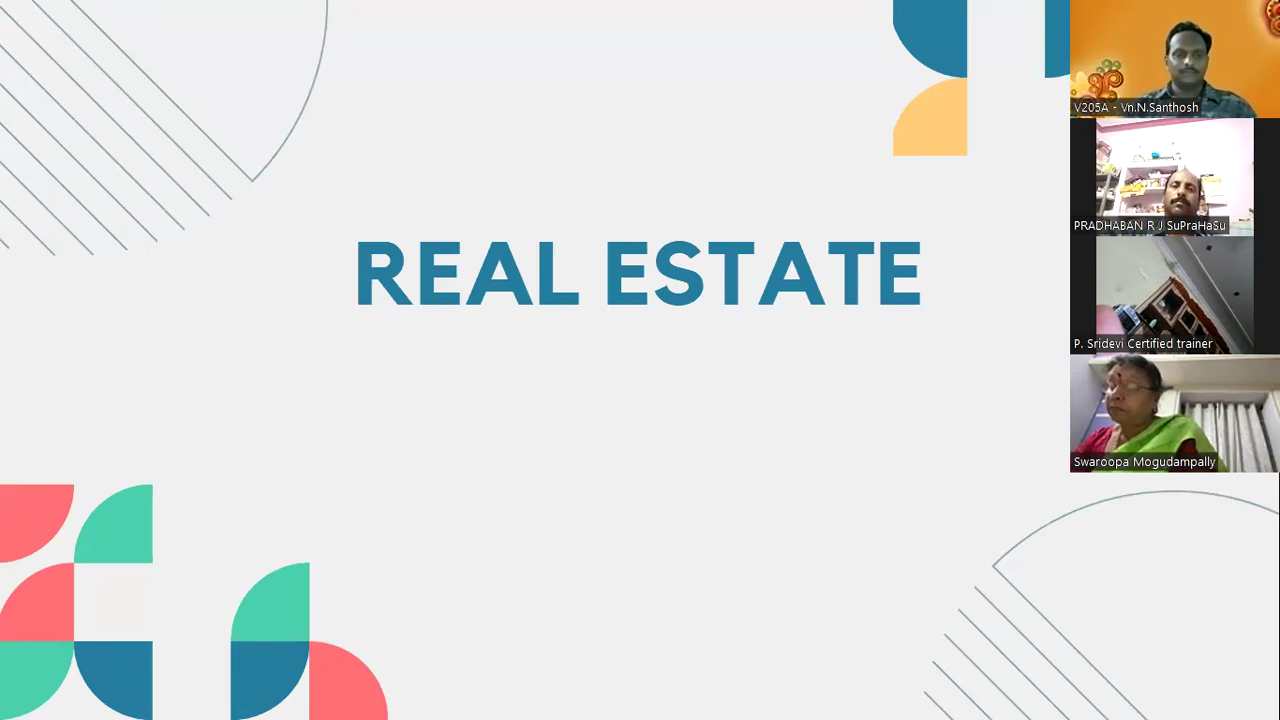 REAL ESTATE
V205A - Vn.N.Santhosh
PRADHABAN R J SuPraHaSu
P. Sridevi Certified trainer
Swaroopa Mogudampally